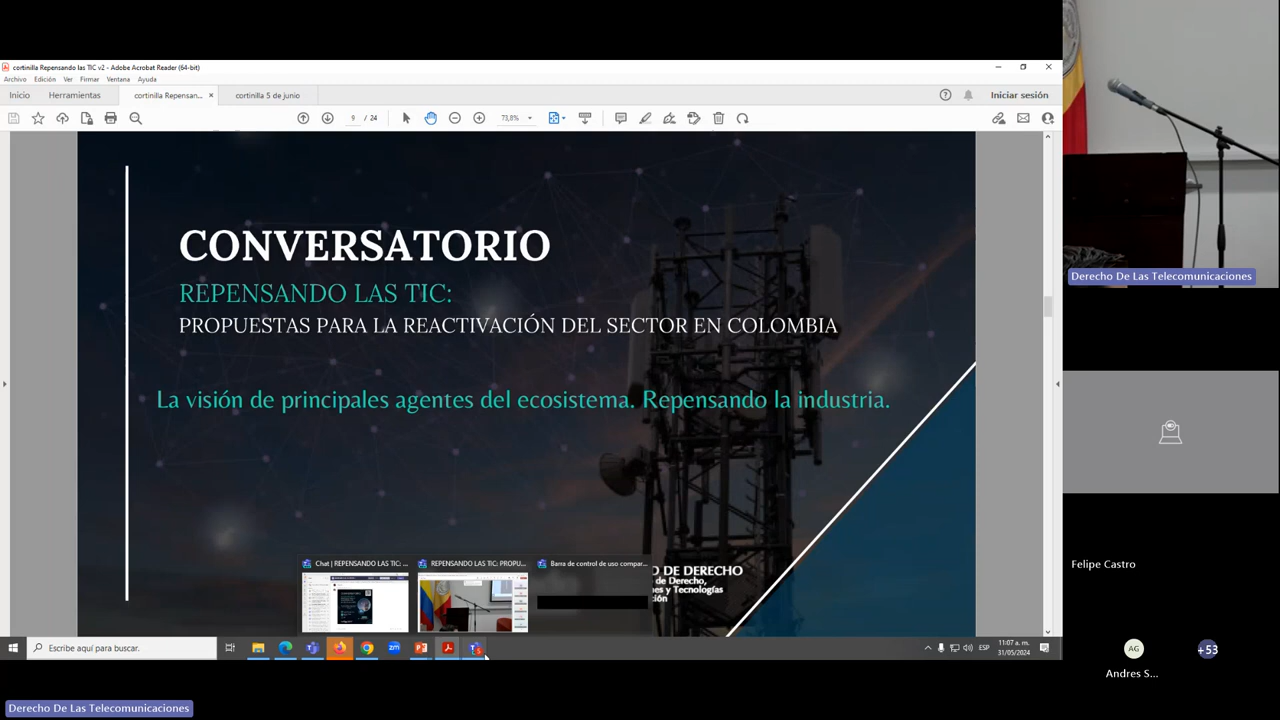 cortinilla Repensando las TIC v2 - Adobe Acrobat Reader (64-bit)
Archivo Edición Ver Firmar Ventana Ayuda
Inicio Herramientas cortinilla Repensan... × cortinilla 5 de junio Iniciar sesión
9 / 24 73,8%
CONVERSATORIO
REPENSANDO LAS TIC:
PROPUESTAS PARA LA REACTIVACIÓN DEL SECTOR EN COLOMBIA
La visión de principales agentes del ecosistema. Repensando la industria.
Chat | REPENSANDO LAS TIC: ... REPENSANDO LAS TIC: PROPU... Barra de control de uso compar...
O DE DERECHO
de Derecho,
nes y Tecnologías
ción
Escribe aquí para buscar.
ESP
11:07 a. m.
31/05/2024
Derecho De Las Telecomunicaciones
Derecho De Las Telecomunicaciones
Felipe Castro
AG +53
Andres S...